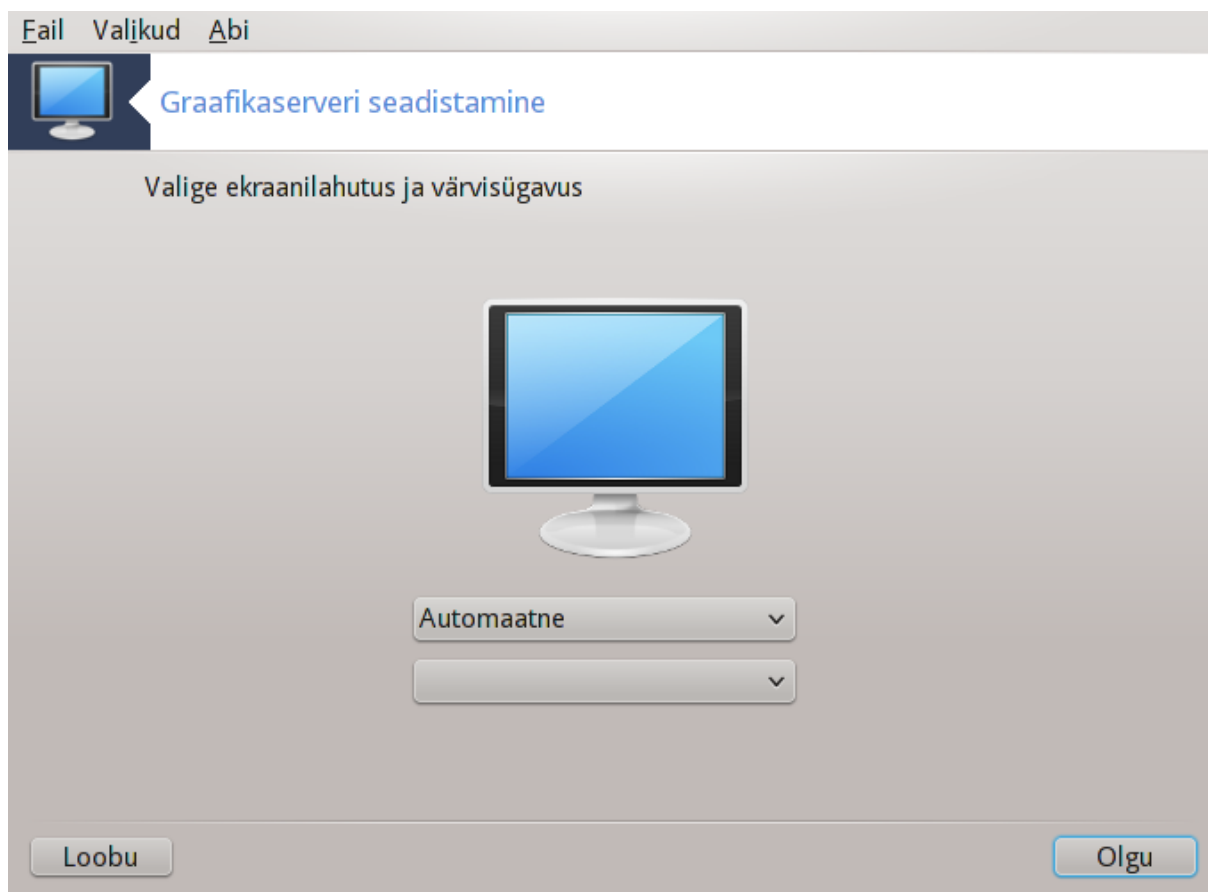 Fail Valikud Abi
Graafikaserveri seadistamine
Valige ekraanilahutus ja värvisügavus
Automaatne
Loobu Olgu